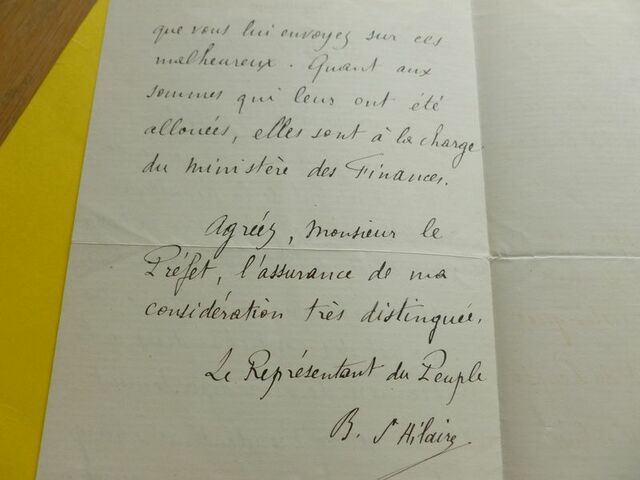 que vous lui envoyez sur ces
malheureux. Quant aux
sommes qui leur ont été
allouées, elles sont à la charge
du ministère des Finances.
Agréez, Monsieur le
Préfet, l'assurance de ma
considération très distinguée,
Le Représentant du Peuple
B. St Hilaire